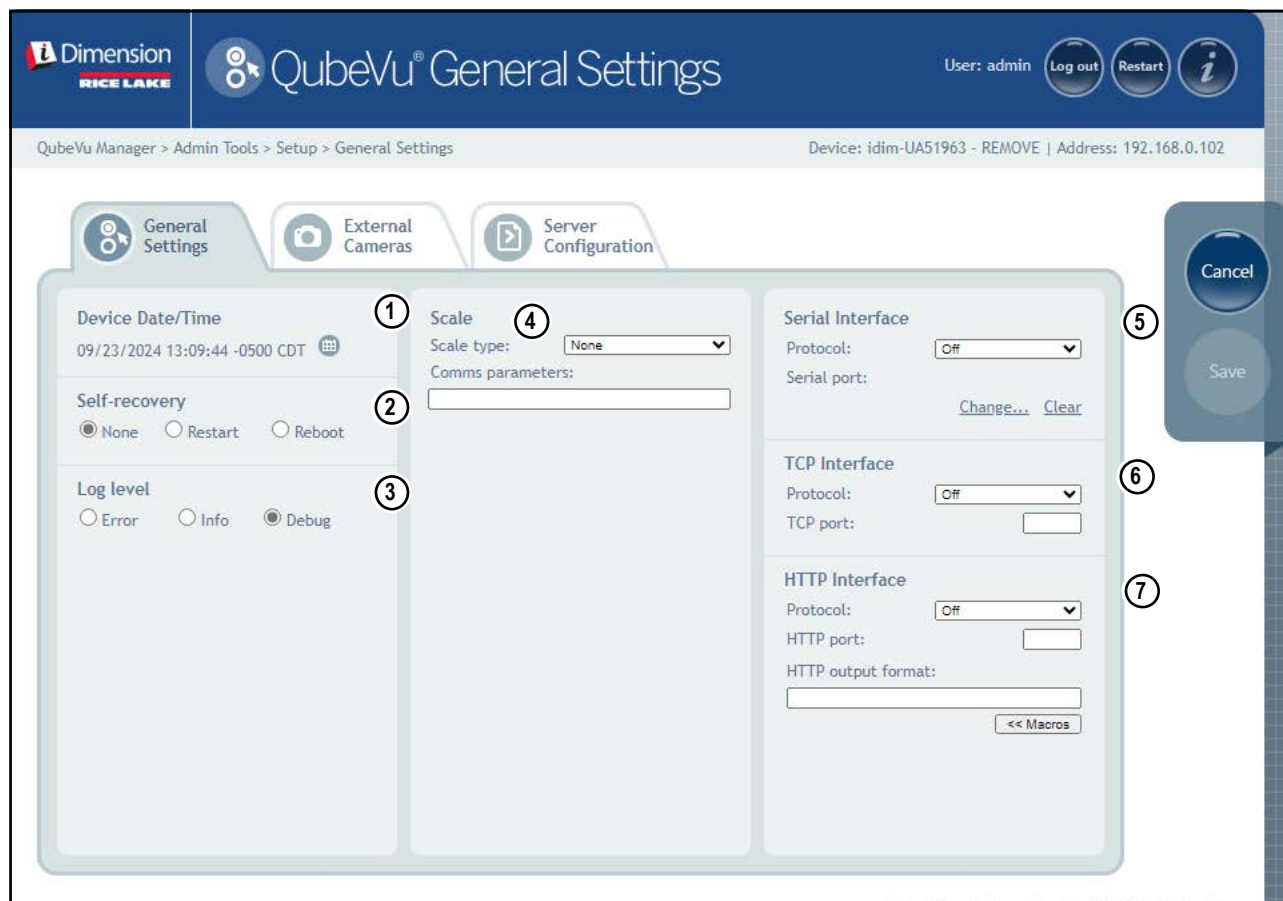 i Dimension
RICE LAKE
QubeVu® General Settings
User: admin
Log out
Restart
i
QubeVu Manager > Admin Tools > Setup > General Settings
Device: idim-UA51963 - REMOVE | Address: 192.168.0.102
General
Settings
External
Cameras
Server
Configuration
Cancel
Save
Device Date/Time
1
09/23/2024 13:09:44 -0500 CDT
Self-recovery
2
None Restart Reboot
Log level
3
Error Info Debug
Scale
4
Scale type: None
Comms parameters:
Serial Interface
5
Protocol: Off
Serial port:
Change... Clear
TCP Interface
6
Protocol: Off
TCP port:
HTTP Interface
7
Protocol: Off
HTTP port:
HTTP output format:
<< Macros